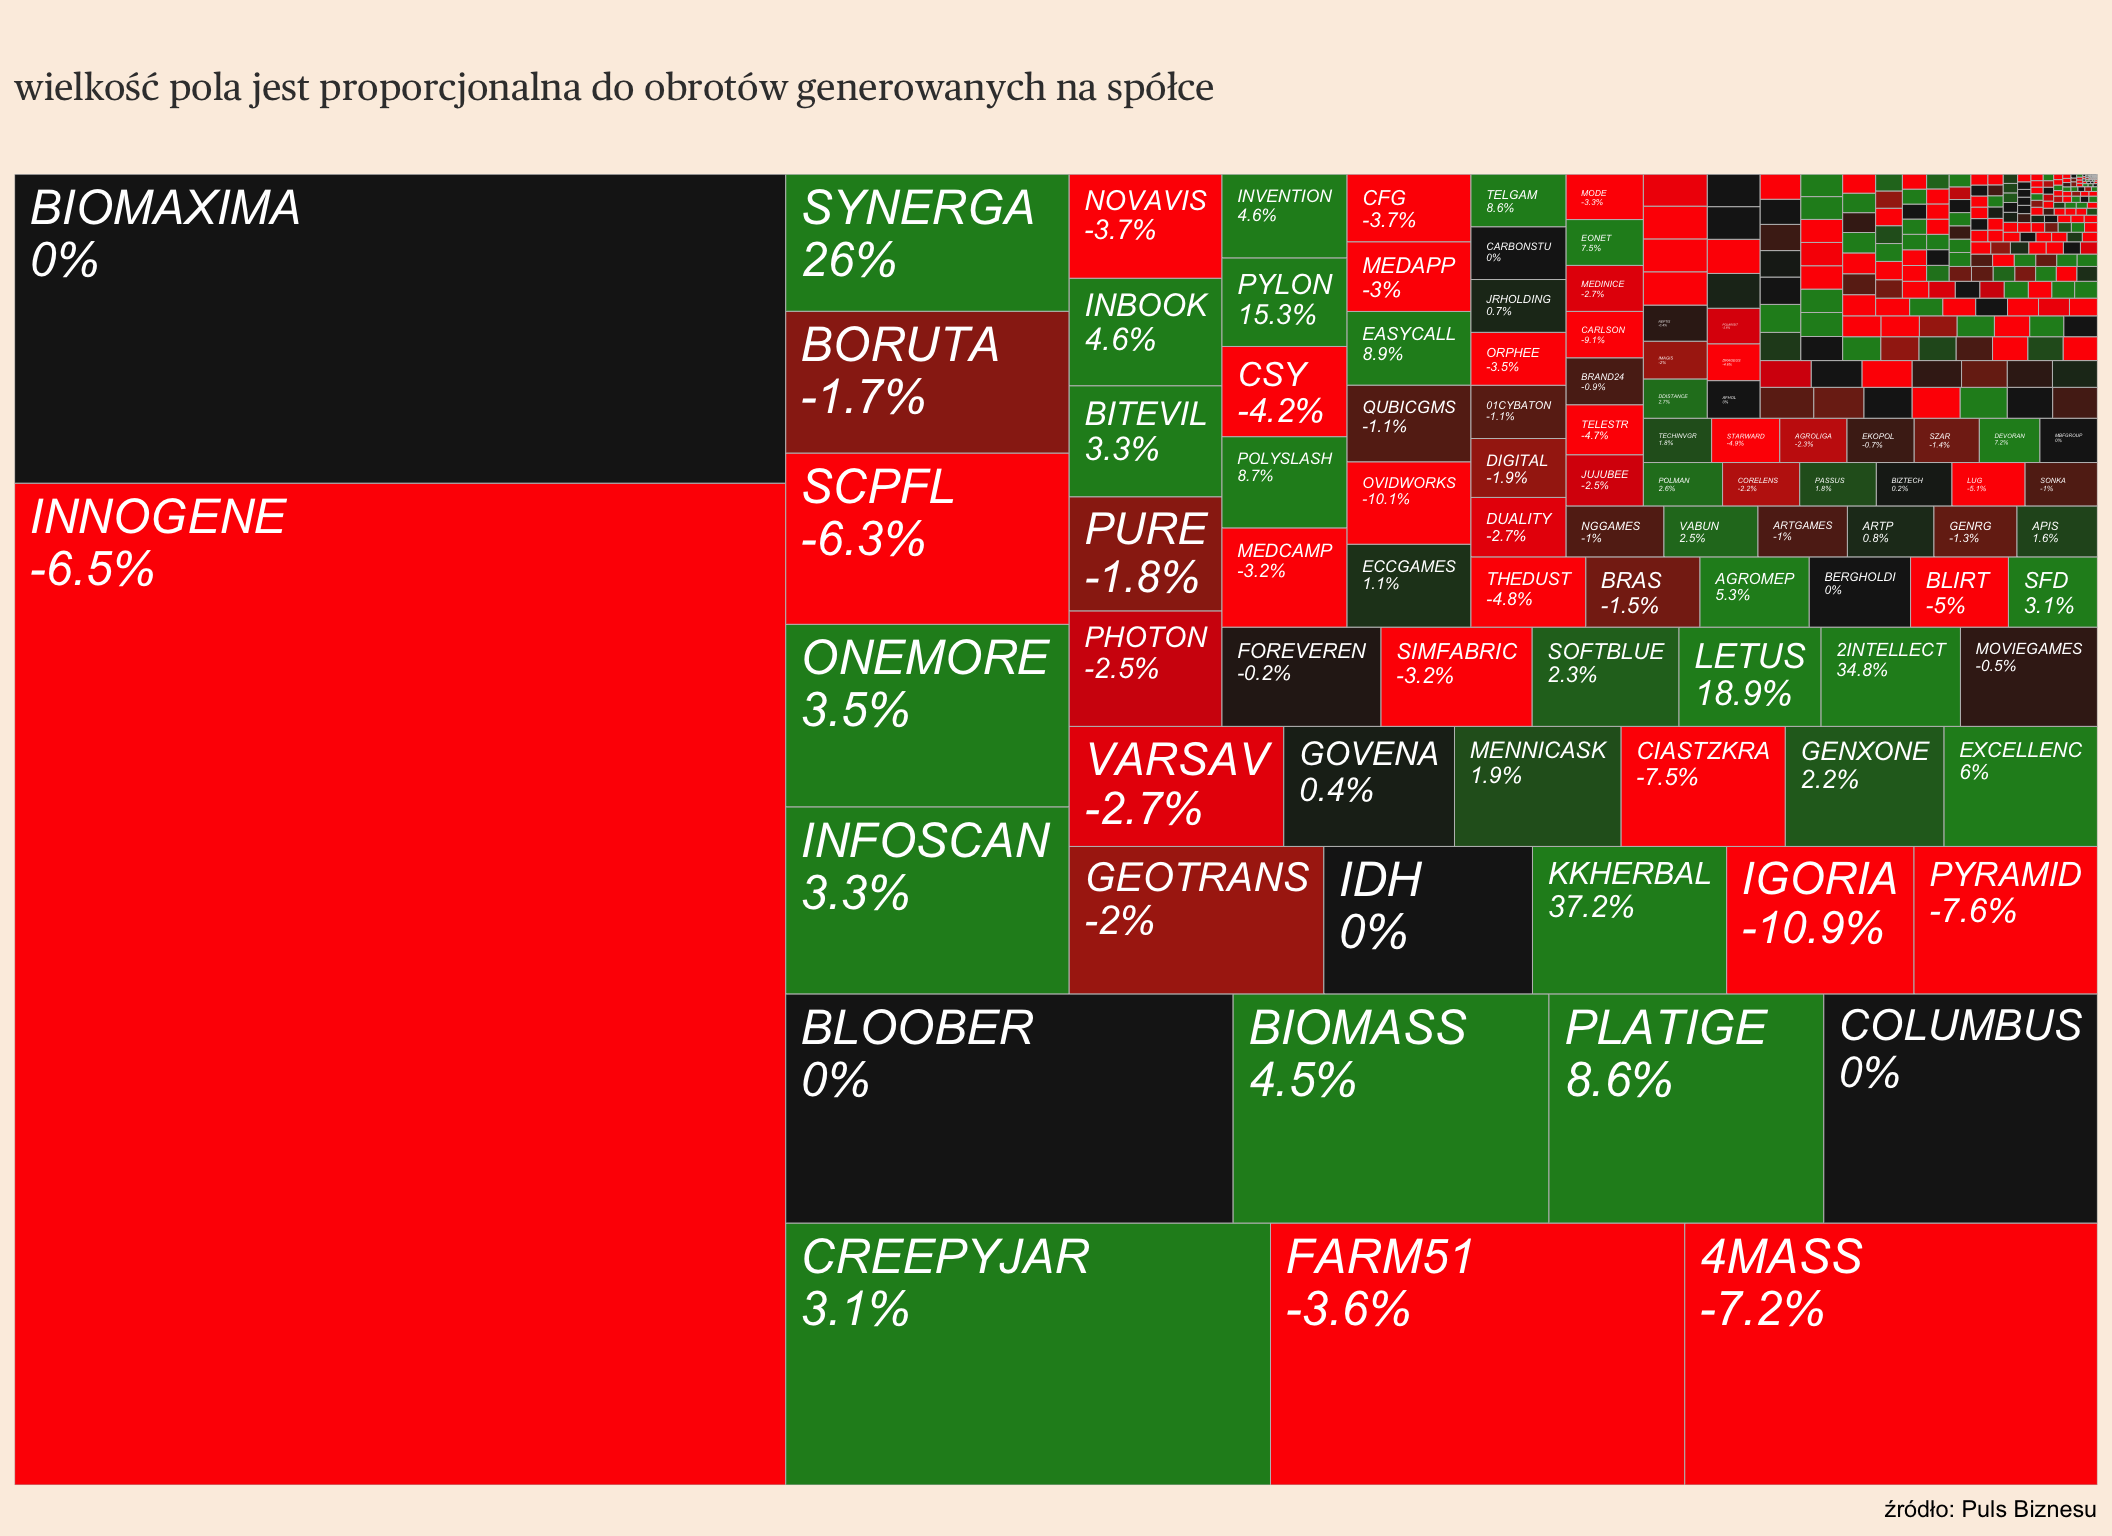 wielkość pola jest proporcjonalna do obrotów generowanych na spółce
BIOMAXIMA
0%
INNOGENE
-6.5%
SYNERGA
26%
BORUTA
-1.7%
SCPFL
-6.3%
ONEMORE
3.5%
INFOSCAN
3.3%
BLOOBER
0%
BIOMASS
4.5%
PLATIGE
8.6%
COLUMBUS
0%
CREEPYJAR
3.1%
FARM51
-3.6%
4MASS
-7.2%
NOVAVIS
-3.7%
INBOOK
4.6%
BITEVIL
3.3%
PURE
-1.8%
PHOTON
-2.5%
VARSAV
-2.7%
GOVENA
0.4%
MENNICASK
1.9%
CIASTZKRA
-7.5%
GENXONE
2.2%
EXCELLENC
6%
GEOTRANS
-2%
IDH
0%
KKHERBAL
37.2%
IGORIA
-10.9%
PYRAMID
-7.6%
INVENTION
4.6%
PYLON
15.3%
CSY
-4.2%
POLYSLASH
8.7%
MEDCAMP
-3.2%
FOREVEREN
-0.2%
SIMFABRIC
-3.2%
SOFTBLUE
2.3%
LETUS
18.9%
2INTELLECT
34.8%
MOVIEGAMES
-0.5%
CFG
-3.7%
MEDAPP
-3%
EASYCALL
8.9%
QUBICGMS
-1.1%
OVIDWORKS
-10.1%
ECCGAMES
1.1%
TELGAM
8.6%
CARBONSTU
0%
JRHOLDING
0.7%
ORPHEE
-3.5%
01CYBATON
-1.1%
DIGITAL
-1.9%
DUALITY
-2.7%
THEDUST
-4.8%
BRAS
-1.5%
AGROMEP
5.3%
BERGHOLDI
0%
BLIRT
-5%
SFD
3.1%
MODE
-3.3%
EONET
7.5%
MEDINICE
-2.7%
CARLSON
-9.1%
BRAND24
-0.9%
TELESTR
-4.7%
JUJUBEE
-2.5%
NGGAMES
-1%
VABUN
2.5%
ARTGAMES
-1%
ARTP
0.8%
GENRG
-1.3%
APIS
1.6%
TECHINVGR
1.8%
STARWARD
-4.9%
AGROLIGA
-2.3%
EKOPOL
-0.7%
SZAR
-1.4%
DEVORAN
7.2%
MBFGROUP
0%
POLMAN
2.6%
CORELENS
-2.2%
PASSUS
1.8%
BIZTECH
0.2%
LUG
-5.1%
SONKA
-1%
źródło: Puls Biznesu